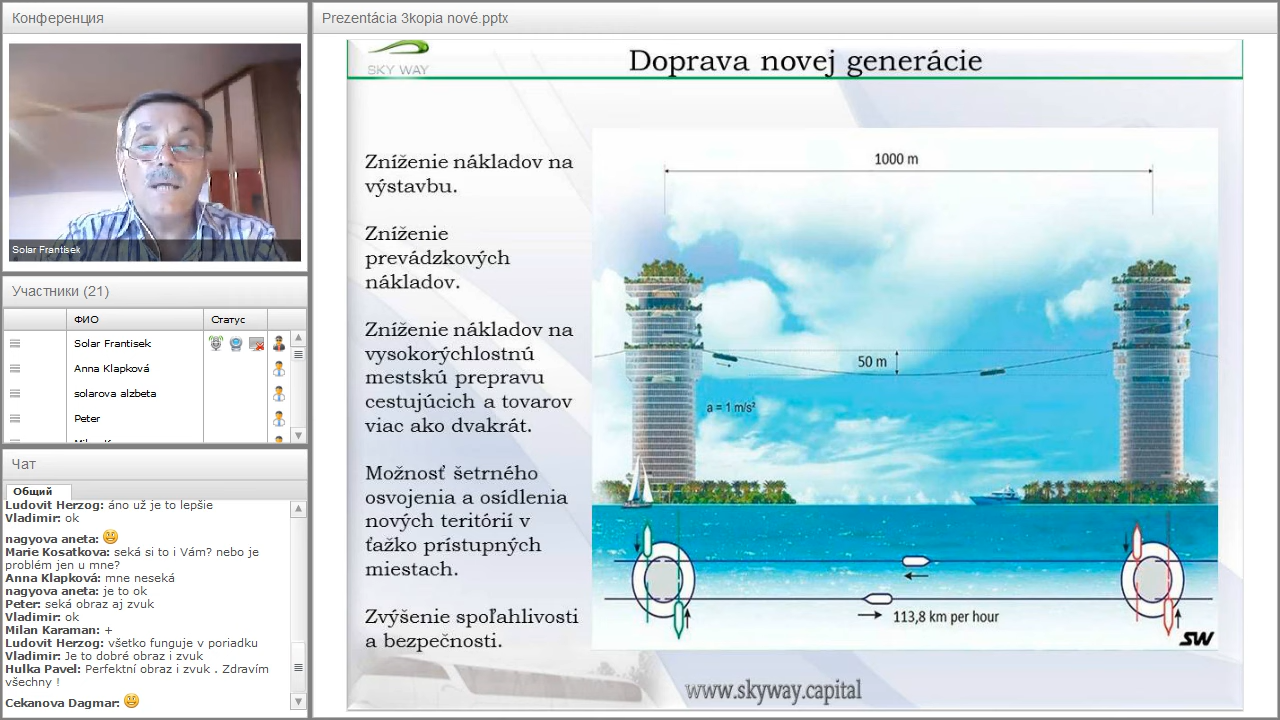 Конференция
Solar Frantisek
Участники (21)
ФИО
Статус
Solar Frantisek
Anna Klapková
solarova alzbeta
Peter
Чат
Общий
Ludovit Herzog: áno už je to lepšie
Vladimir: ok
nagyova aneta:
Marie Kosatkova: seká si to i Vám? nebo je
problém jen u mne?
Anna Klapková: mne neseká
nagyova aneta: je to ok
Peter: seká obraz aj zvuk
Vladimir: ok
Milan Karaman: +
Ludovit Herzog: všetko funguje v poriadku
Vladimir: Je to dobré obraz i zvuk
Hulka Pavel: Perfektní obraz i zvuk . Zdravím
všechny !
Cekanova Dagmar:
Prezentácia 3kopia nové.pptx
SKY WAY
Doprava novej generácie
Zníženie nákladov na
výstavbu.
Zníženie
prevádzkových
nákladov.
Zníženie nákladov na
vysokorýchlostnú
mestskú prepravu
cestujúcich a tovarov
viac ako dvakrát.
Možnosť šetrného
osvojenia a osídlenia
nových teritórií v
ťažko prístupných
miestach.
Zvýšenie spoľahlivosti
a bezpečnosti.
1000 m
50 m
a = 1 m/s²
113,8 km per hour
SW
www.skyway.capital